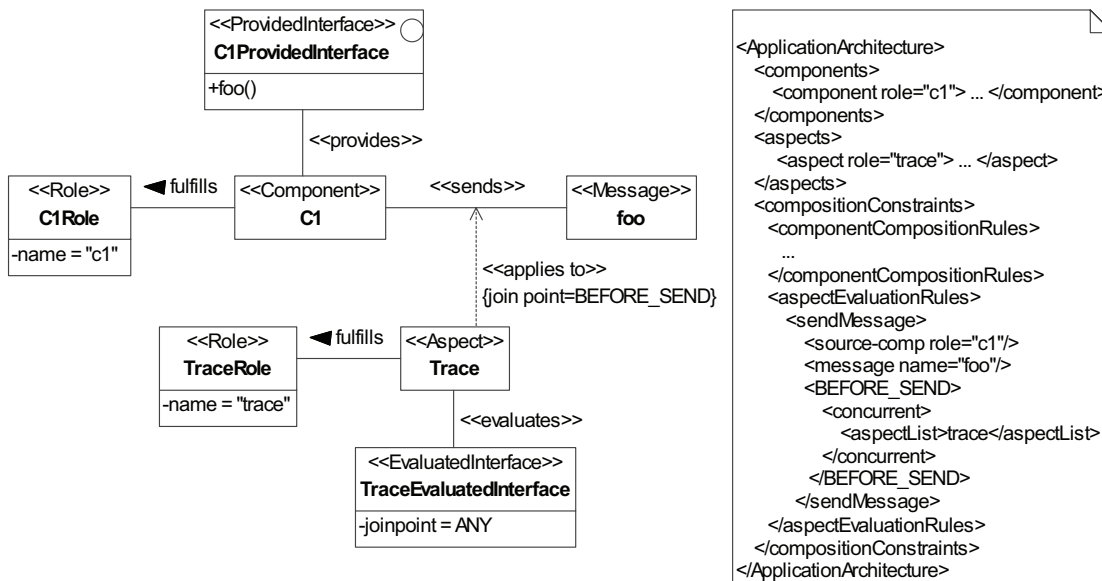 <<ProvidedInterface>>
C1ProvidedInterface
+foo()
<<provides>>
<<Role>>
C1Role
-name = "c1"
fulfills
<<Component>>
C1
<<sends>>
<<Message>>
foo
<<applies to>>
{join point=BEFORE_SEND}
<<Role>>
TraceRole
-name = "trace"
fulfills
<<Aspect>>
Trace
<<evaluates>>
<<EvaluatedInterface>>
TraceEvaluatedInterface
-joinpoint = ANY
<ApplicationArchitecture>
<components>
<component role="c1"> ... </component>
</components>
<aspects>
<aspect role="trace"> ... </aspect>
</aspects>
<compositionConstraints>
<componentCompositionRules>
...
</componentCompositionRules>
<aspectEvaluationRules>
<sendMessage>
<source-comp role="c1"/>
<message name="foo"/>
<BEFORE_SEND>
<concurrent>
<aspectList>trace</aspectList>
</concurrent>
</BEFORE_SEND>
</sendMessage>
</aspectEvaluationRules>
</compositionConstraints>
</ApplicationArchitecture>